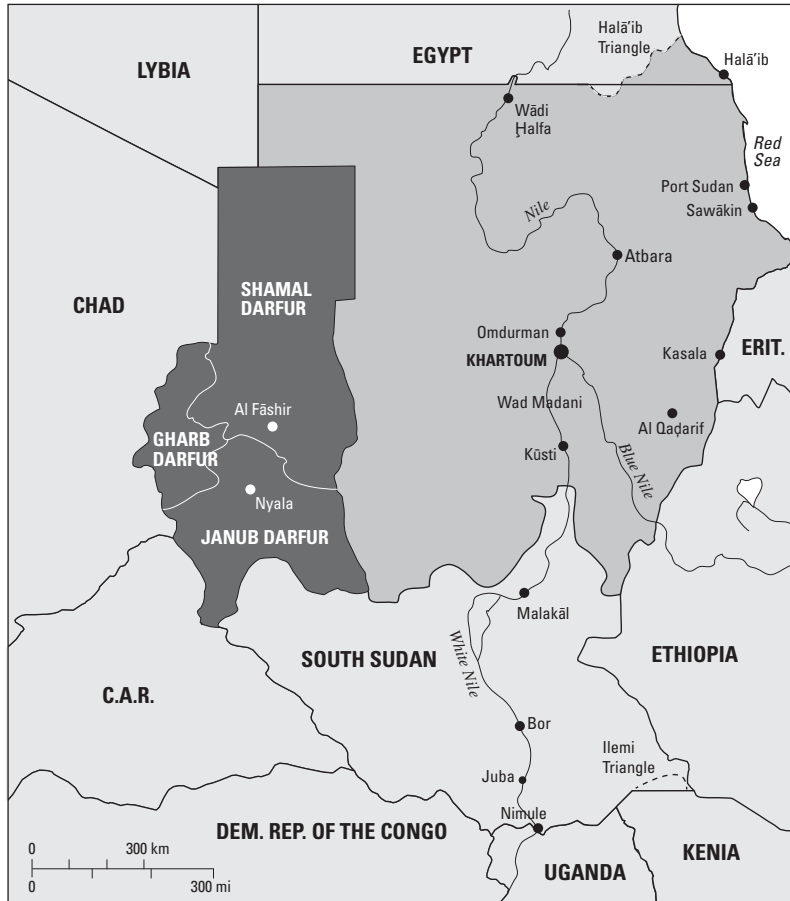 Halā'ib
Triangle
Halā'ib
LYBIA
EGYPT
Wādi
Ḩalfa
Red
Sea
Port Sudan
Sawākin
Nile
Atbara
CHAD
SHAMAL
DARFUR
Omdurman
KHARTOUM
Kasala
ERIT.
Wad Madani
Al Fāshir
Al Qaḑarif
GHARB
DARFUR
Kūsti
Blue Nile
Nyala
JANUB DARFUR
Malakāl
White Nile
SOUTH SUDAN
ETHIOPIA
C.A.R.
Bor
Ilemi
Triangle
Juba
Nimule
DEM. REP. OF THE CONGO
UGANDA
KENIA
0 300 km
0 300 mi